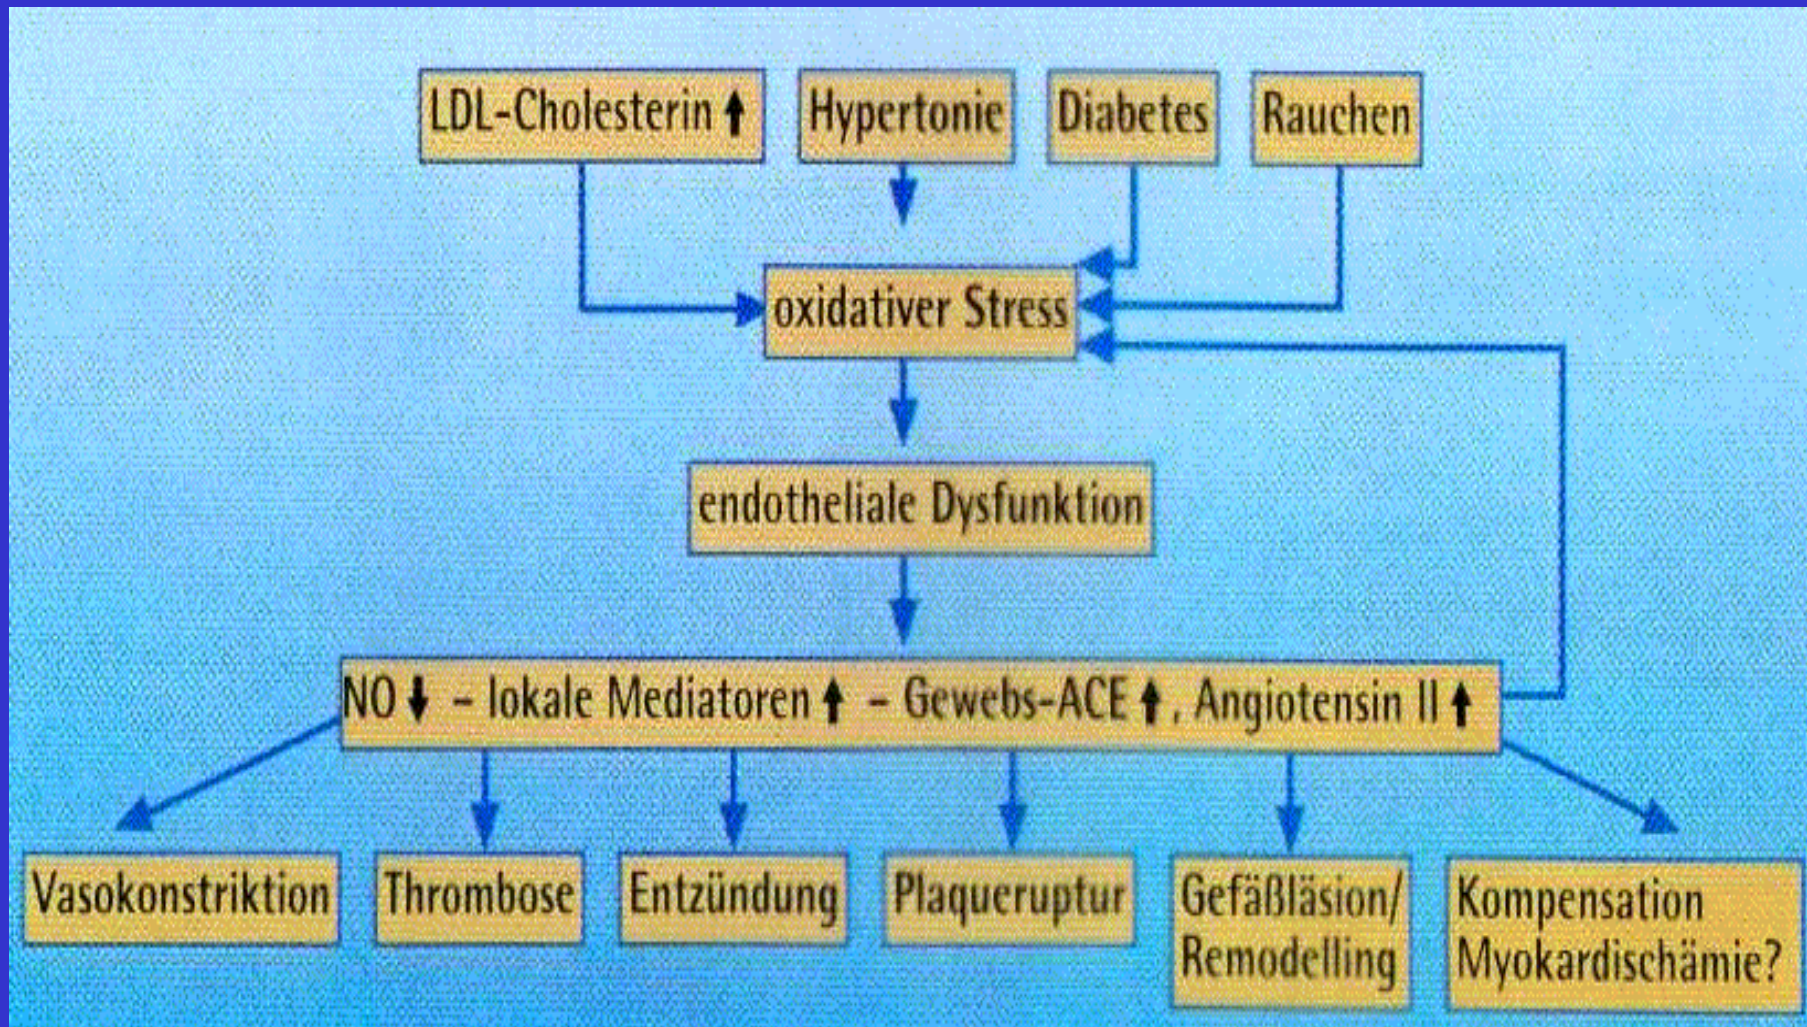 LDL-Cholesterin ↑
Hypertonie
Diabetes
Rauchen
oxidativer Stress
endotheliale Dysfunktion
NO ↓ – lokale Mediatoren ↑ – Gewebs-ACE ↑, Angiotensin II ↑
Vasokonstriktion
Thrombose
Entzündung
Plaqueruptur
Gefäßläsion/
Remodelling
Kompensation
Myokardischämie?